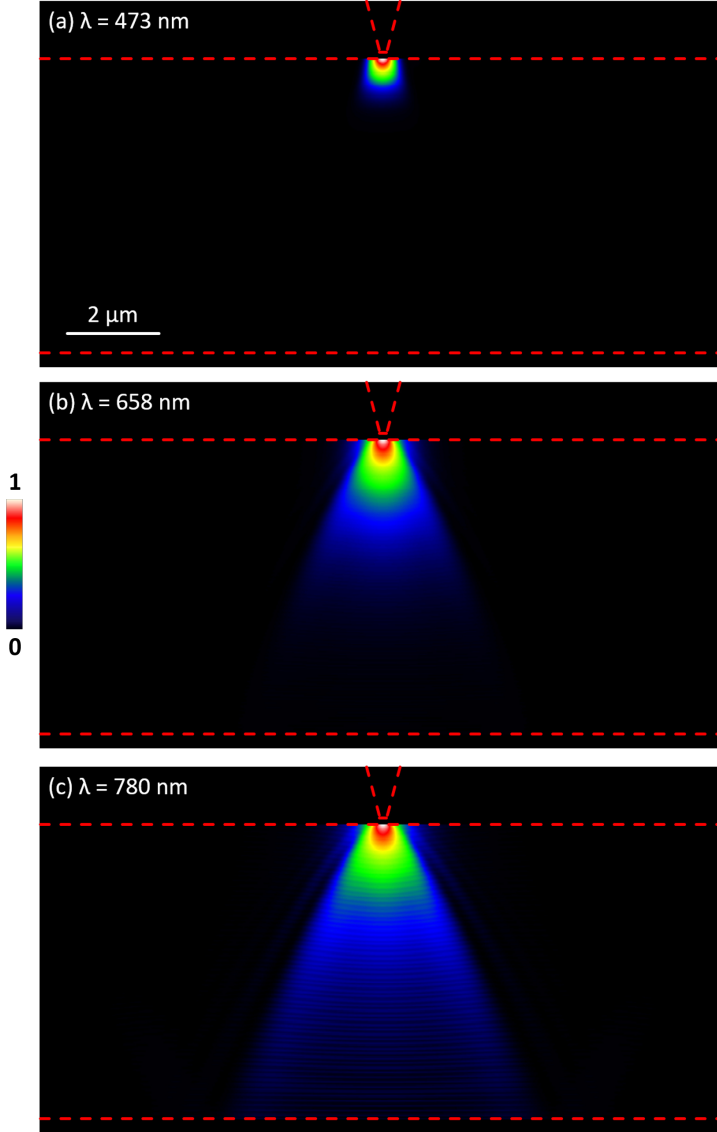 (a) λ = 473 nm
2 μm
(b) λ = 658 nm
1
0
(c) λ = 780 nm